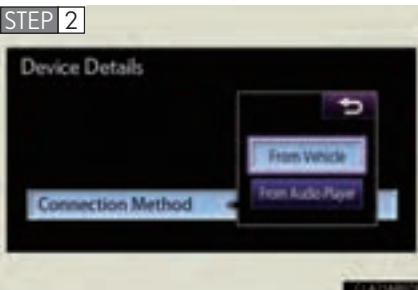 STEP 2
Device Details
From Vehicle
From Audio Player
Connection Method